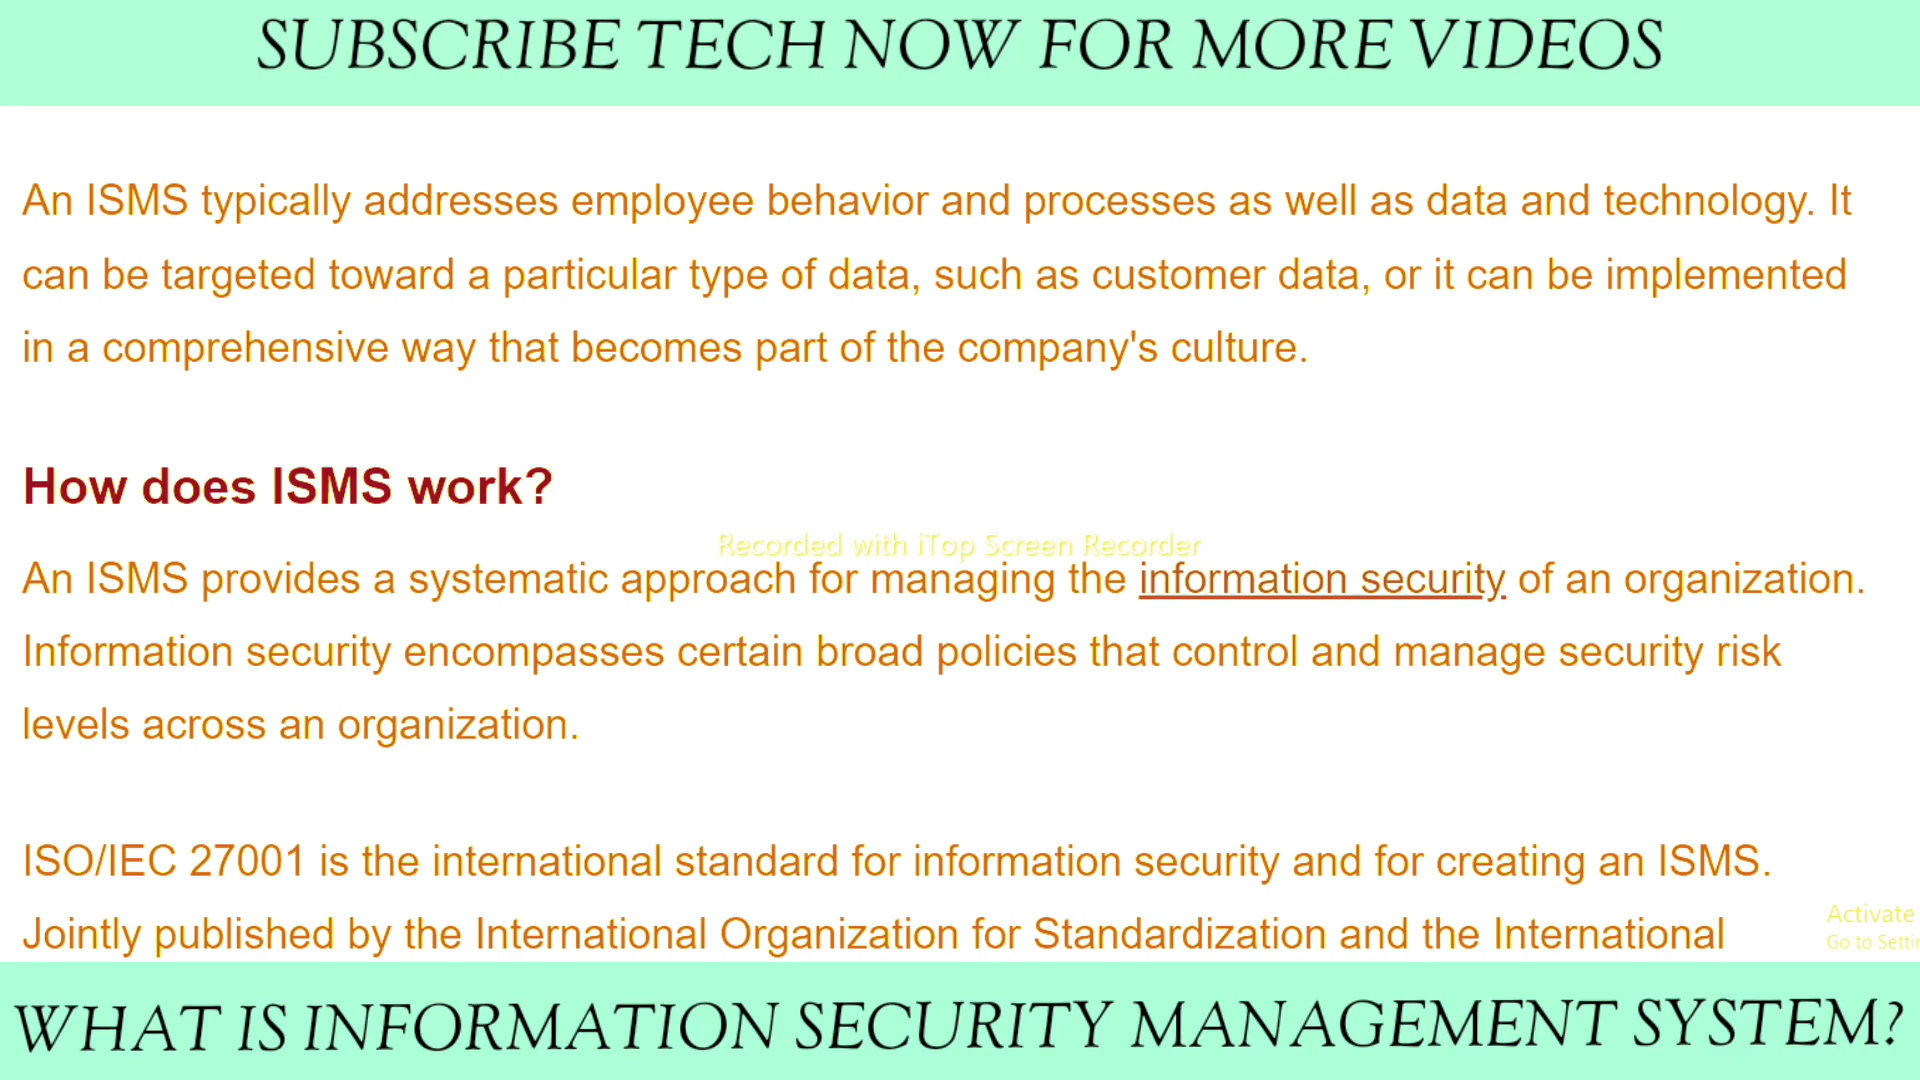 SUBSCRIBE TECH NOW FOR MORE VIDEOS
An ISMS typically addresses employee behavior and processes as well as data and technology. It
can be targeted toward a particular type of data, such as customer data, or it can be implemented
in a comprehensive way that becomes part of the company's culture.
How does ISMS work?
Recorded with iTop Screen Recorder
An ISMS provides a systematic approach for managing the information security of an organization.
Information security encompasses certain broad policies that control and manage security risk
levels across an organization.
ISO/IEC 27001 is the international standard for information security and for creating an ISMS.
Jointly published by the International Organization for Standardization and the International
Activate
Go to Settin
WHAT IS INFORMATION SECURITY MANAGEMENT SYSTEM?